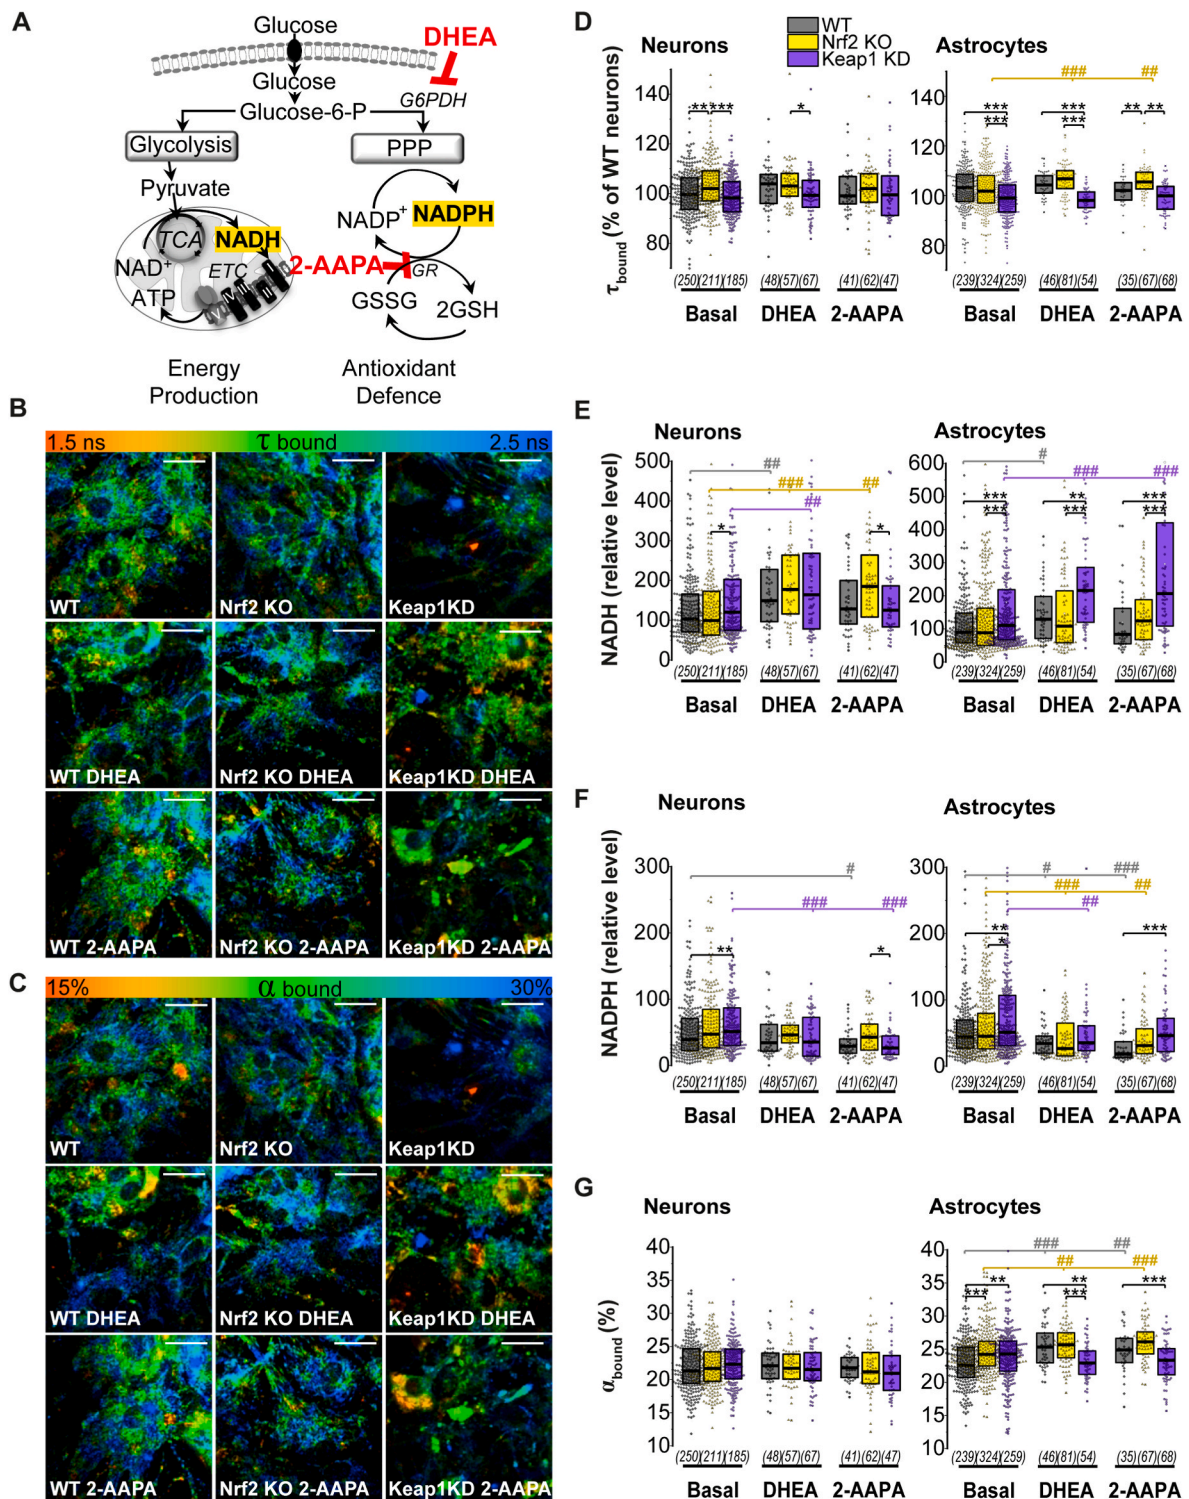 A
Glucose
DHEA
Glucose
G6PDH
Glucose-6-P
Glycolysis
PPP
Pyruvate
NADP+ NADPH
TCA
NADH
NAD+
ETC
2-AAPA
GR
ATP
GSSG
2GSH
I
II
III
IV
V
Energy
Production
Antioxidant
Defence
B
1.5 ns τ bound 2.5 ns
WT
Nrf2 KO
Keap1KD
WT DHEA
Nrf2 KO DHEA
Keap1KD DHEA
WT 2-AAPA
Nrf2 KO 2-AAPA
Keap1KD 2-AAPA
C
15% α bound 30%
WT
Nrf2 KO
Keap1KD
WT DHEA
Nrf2 KO DHEA
Keap1KD DHEA
WT 2-AAPA
Nrf2 KO 2-AAPA
Keap1KD 2-AAPA
D
WT
Nrf2 KO
Keap1 KD
Neurons
Astrocytes
τbound (% of WT neurons)
140
120
100
80
** *** *
(250)(211)(185) (48)(57)(67) (41)(62)(47)
Basal DHEA 2-AAPA
140
120
100
80
### ##
*** *** ** **
*** ***
(239)(324)(259) (46)(81)(54) (35)(67)(68)
Basal DHEA 2-AAPA
E
Neurons
Astrocytes
NADH (relative level)
500
400
300
200
100
0
##
### ##
##
* *
(250)(211)(185) (48)(57)(67) (41)(62)(47)
Basal DHEA 2-AAPA
600
500
400
300
200
100
0
#
### ###
*** ** ***
*** *** ***
(239)(324)(259) (46)(81)(54) (35)(67)(68)
Basal DHEA 2-AAPA
F
Neurons
Astrocytes
NADPH (relative level)
300
200
100
0
#
### ###
** *
(250)(211)(185) (48)(57)(67) (41)(62)(47)
Basal DHEA 2-AAPA
300
200
100
0
# ###
### ##
##
** ***
*
(239)(324)(259) (46)(81)(54) (35)(67)(68)
Basal DHEA 2-AAPA
G
Neurons
Astrocytes
αbound (%)
40
35
30
25
20
15
10
(250)(211)(185) (48)(57)(67) (41)(62)(47)
Basal DHEA 2-AAPA
40
35
30
25
20
15
10
### ##
## ###
** ** ***
*** ***
(239)(324)(259) (46)(81)(54) (35)(67)(68)
Basal DHEA 2-AAPA